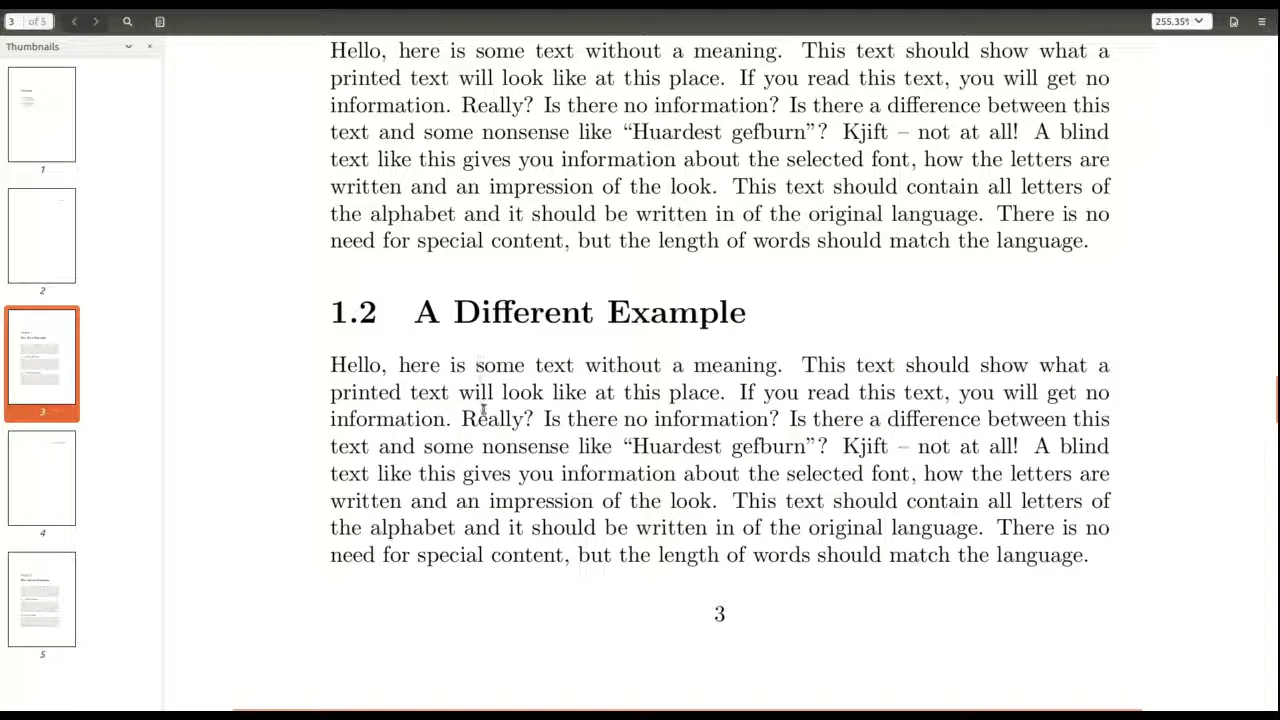 3 of 5
255.35%
Thumbnails
1
2
3
4
5
Hello, here is some text without a meaning. This text should show what a
printed text will look like at this place. If you read this text, you will get no
information. Really? Is there no information? Is there a difference between this
text and some nonsense like “Huardest gefburn”? Kjift – not at all! A blind
text like this gives you information about the selected font, how the letters are
written and an impression of the look. This text should contain all letters of
the alphabet and it should be written in of the original language. There is no
need for special content, but the length of words should match the language.
1.2 A Different Example
Hello, here is some text without a meaning. This text should show what a
printed text will look like at this place. If you read this text, you will get no
information. Really? Is there no information? Is there a difference between this
text and some nonsense like “Huardest gefburn”? Kjift – not at all! A blind
text like this gives you information about the selected font, how the letters are
written and an impression of the look. This text should contain all letters of
the alphabet and it should be written in of the original language. There is no
need for special content, but the length of words should match the language.
3